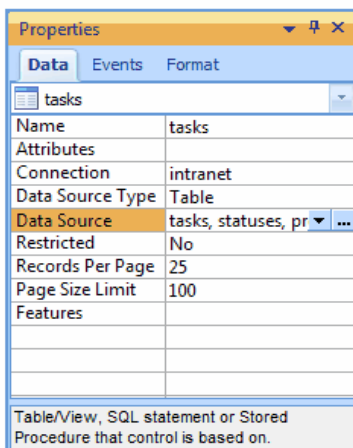 Properties
Data Events Format
tasks
Name tasks
Attributes
Connection intranet
Data Source Type Table
Data Source tasks, statuses, pr ...
Restricted No
Records Per Page 25
Page Size Limit 100
Features
Table/View, SQL statement or Stored
Procedure that control is based on.